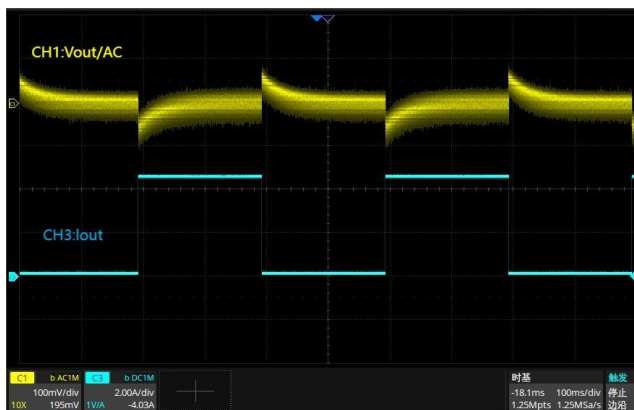 CH1:Vout/AC
CH3:Iout
C1 b AC1M C3 b DC1M
100mV/div 2.00A/div
10X 195mV 1V/A -4.03A
时基 触发
-18.1ms 100ms/div 停止
1.25Mpts 1.25MSa/s 边沿